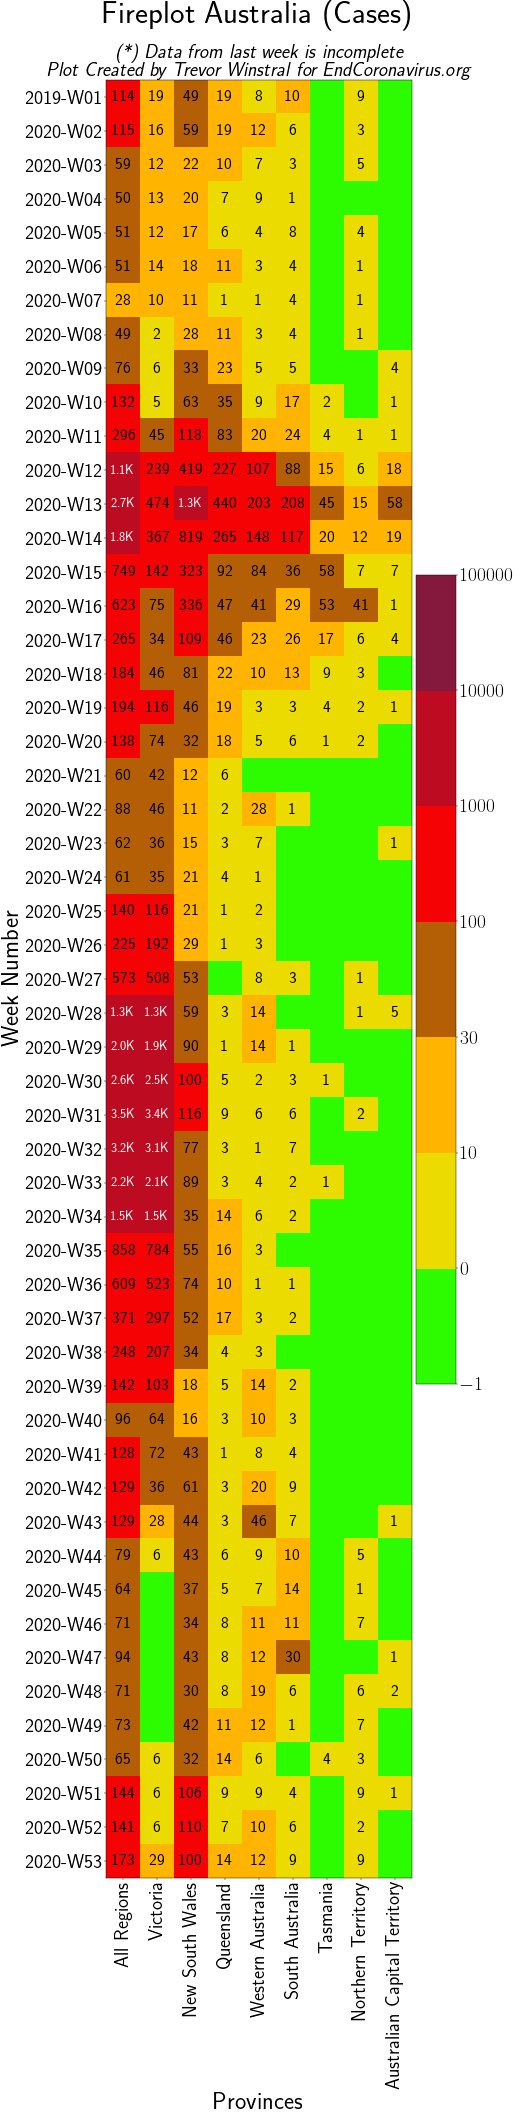 Fireplot Australia (Cases)
(*) Data from last week is incomplete
Plot Created by Trevor Winstral for EndCoronavirus.org
2019-W01 114 19 49 19 8 10 9
2020-W02 115 16 59 19 12 6 3
2020-W03 59 12 22 10 7 3 5
2020-W04 50 13 20 7 9 1
2020-W05 51 12 17 6 4 8 4
2020-W06 51 14 18 11 3 4 1
2020-W07 28 10 11 1 1 4 1
2020-W08 49 2 28 11 3 4 1
2020-W09 76 6 33 23 5 5 4
2020-W10 132 5 63 35 9 17 2 1
2020-W11 296 45 118 83 20 24 4 1 1
2020-W12 1.1K 239 419 227 107 88 15 6 18
2020-W13 2.7K 474 1.3K 440 203 208 45 15 58
2020-W14 1.8K 367 819 265 148 117 20 12 19
2020-W15 749 142 323 92 84 36 58 7 7
2020-W16 623 75 336 47 41 29 53 41 1
2020-W17 265 34 109 46 23 26 17 6 4
2020-W18 184 46 81 22 10 13 9 3
2020-W19 194 116 46 19 3 3 4 2 1
2020-W20 138 74 32 18 5 6 1 2
2020-W21 60 42 12 6
2020-W22 88 46 11 2 28 1
2020-W23 62 36 15 3 7 1
2020-W24 61 35 21 4 1
2020-W25 140 116 21 1 2
2020-W26 225 192 29 1 3
2020-W27 573 508 53 8 3 1
2020-W28 1.3K 1.3K 59 3 14 1 5
2020-W29 2.0K 1.9K 90 1 14 1
2020-W30 2.6K 2.5K 100 5 2 3 1
2020-W31 3.5K 3.4K 116 9 6 6 2
2020-W32 3.2K 3.1K 77 3 1 7
2020-W33 2.2K 2.1K 89 3 4 2 1
2020-W34 1.5K 1.5K 35 14 6 2
2020-W35 858 784 55 16 3
2020-W36 609 523 74 10 1 1
2020-W37 371 297 52 17 3 2
2020-W38 248 207 34 4 3
2020-W39 142 103 18 5 14 2
2020-W40 96 64 16 3 10 3
2020-W41 128 72 43 1 8 4
2020-W42 129 36 61 3 20 9
2020-W43 129 28 44 3 46 7 1
2020-W44 79 6 43 6 9 10 5
2020-W45 64 37 5 7 14 1
2020-W46 71 34 8 11 11 7
2020-W47 94 43 8 12 30 1
2020-W48 71 30 8 19 6 6 2
2020-W49 73 42 11 12 1 7
2020-W50 65 6 32 14 6 4 3
2020-W51 144 6 106 9 9 4 9 1
2020-W52 141 6 110 7 10 6 2
2020-W53 173 29 100 14 12 9 9
Week Number
All Regions
Victoria
New South Wales
Queensland
Western Australia
South Australia
Tasmania
Northern Territory
Australian Capital Territory
Provinces
100000
10000
1000
100
30
10
0
−1